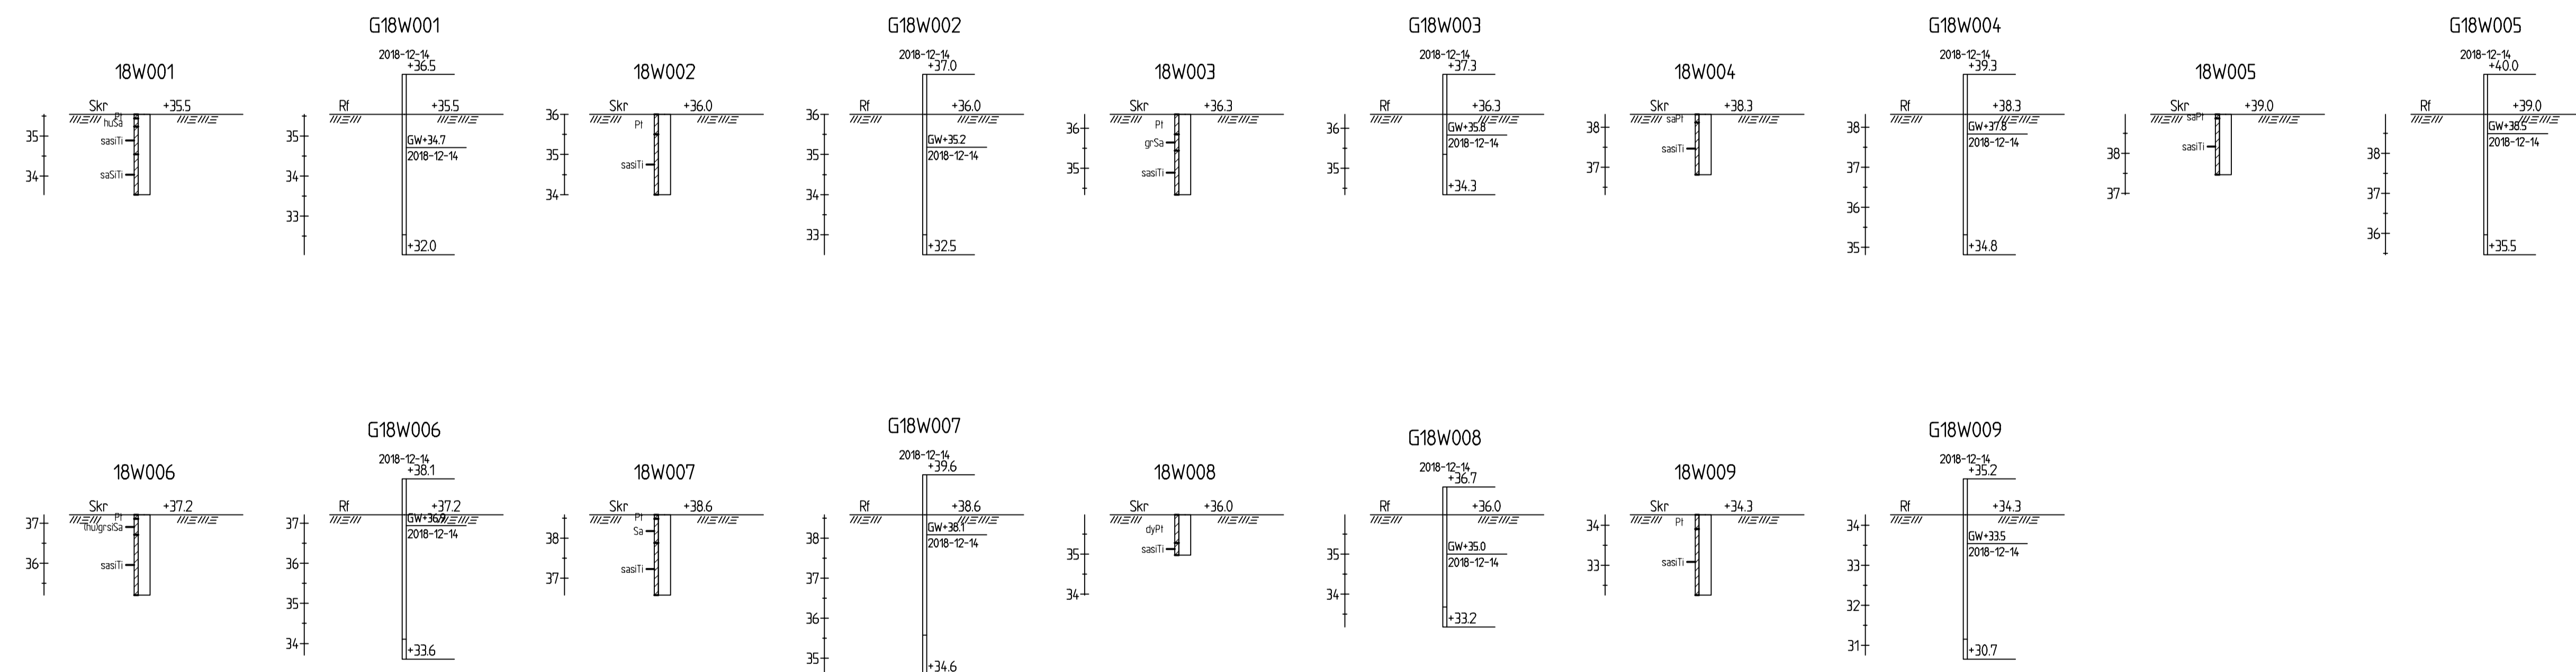 G18W001
2018-12-14
+36.5
18W001
Skr +35.5
Pt
huSa
sasiTi
saSiTi
35
34
Rf +35.5
GW+34.7
2018-12-14
+32.0
35
34
33
G18W002
2018-12-14
+37.0
18W002
Skr +36.0
Pt
sasiTi
36
35
34
Rf +36.0
GW+35.2
2018-12-14
+32.5
36
35
34
33
G18W003
2018-12-14
+37.3
18W003
Skr +36.3
Pt
grSa
sasiTi
36
35
Rf +36.3
GW+35.8
2018-12-14
+34.3
36
35
G18W004
2018-12-14
+39.3
18W004
Skr +38.3
saPt
sasiTi
38
37
Rf +38.3
GW+37.8
2018-12-14
+34.8
38
37
36
35
G18W005
2018-12-14
+40.0
18W005
Skr +39.0
saPt
sasiTi
38
37
Rf +39.0
GW+38.5
2018-12-14
+35.5
38
37
36
G18W006
2018-12-14
+38.1
18W006
Skr +37.2
Pt
(hu)grsiSa
sasiTi
37
36
Rf +37.2
GW+36.9
2018-12-14
+33.6
37
36
35
34
G18W007
2018-12-14
+39.6
18W007
Skr +38.6
Pt
Sa
sasiTi
38
37
Rf +38.6
GW+38.1
2018-12-14
+34.6
38
37
36
35
G18W008
2018-12-14
+36.7
18W008
Skr +36.0
dyPt
sasiTi
35
34
Rf +36.0
GW+35.0
2018-12-14
+33.2
35
34
G18W009
2018-12-14
+35.2
18W009
Skr +34.3
Pt
sasiTi
34
33
Rf +34.3
GW+33.5
2018-12-14
+30.7
34
33
32
31